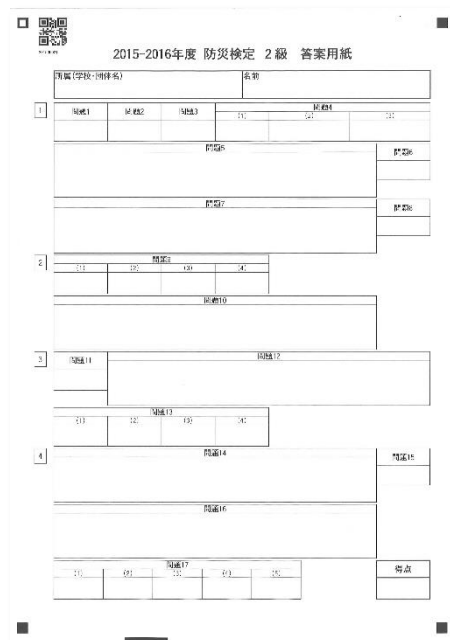 2015-2016年度 防災検定 2級 答案用紙
所属(学校・団体名) 名前
1 問題1 問題2 問題3 問題4
(1) (2) (3)
問題5 問題6
問題7 問題8
2 問題9
(1) (2) (3) (4)
問題10
3 問題11 問題12
問題13
(1) (2) (3) (4)
4 問題14 問題15
問題16
問題17 得点
(1) (2) (3) (4) (5)